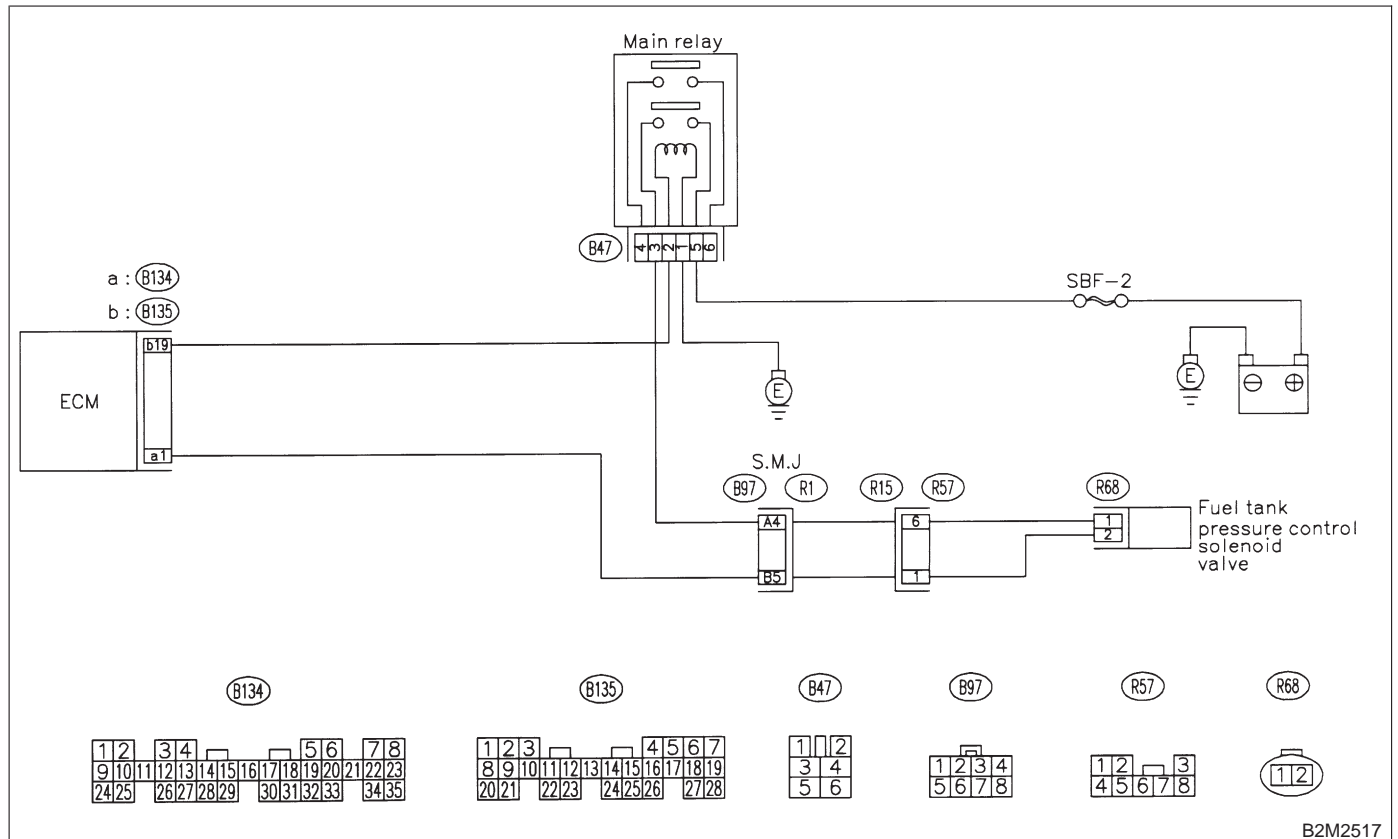 Main relay
B47
4 3 2 1 5 6
SBF-2
a : B134
b : B135
b19
ECM
a1
E
E
⊖ ⊕
S.M.J
B97 R1 R15 R57 R68
A4
B5
6
1
1
2
Fuel tank
pressure control
solenoid
valve
B134 B135 B47 B97 R57 R68
1 2 3 4 5 6 7 8
9 10 11 12 13 14 15 16 17 18 19 20 21 22 23
24 25 26 27 28 29 30 31 32 33 34 35
1 2 3 4 5 6 7
8 9 10 11 12 13 14 15 16 17 18 19
20 21 22 23 24 25 26 27 28
1 2
3 4
5 6
1 2 3 4
5 6 7 8
1 2 3
4 5 6 7 8
1 2
B2M2517